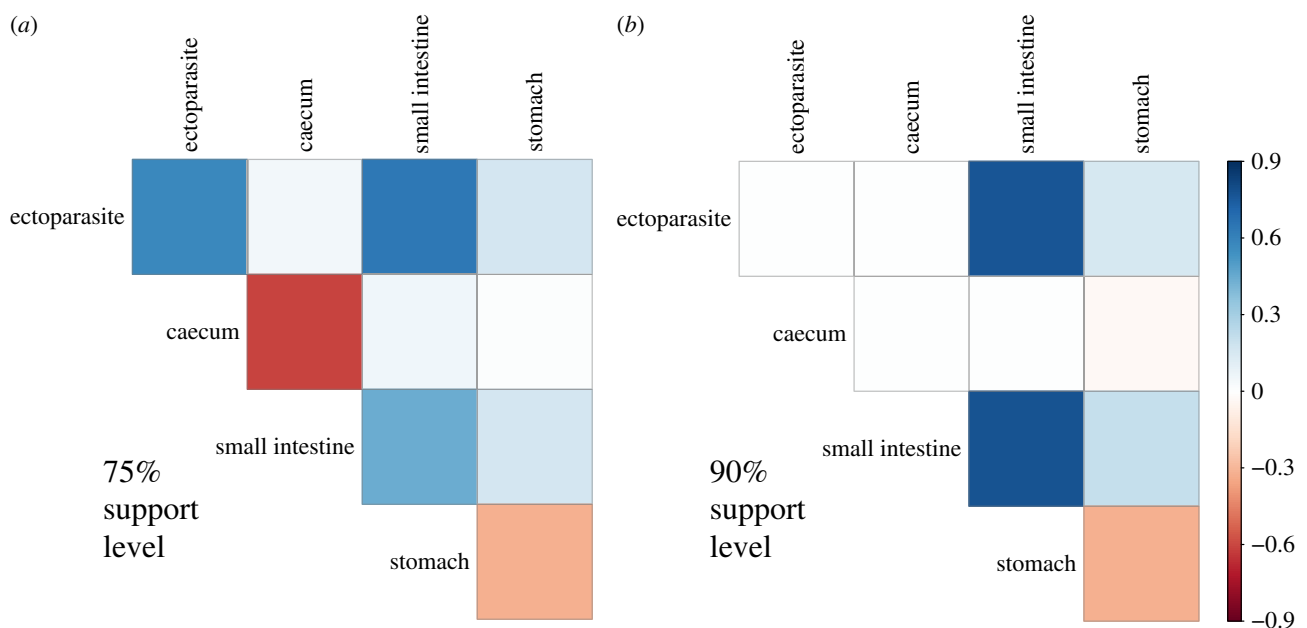 (a)
ectoparasite
caecum
small intestine
stomach
ectoparasite
caecum
small intestine
stomach
75%
support
level
(b)
ectoparasite
caecum
small intestine
stomach
ectoparasite
caecum
small intestine
stomach
90%
support
level
0.9
0.6
0.3
0
−0.3
−0.6
−0.9